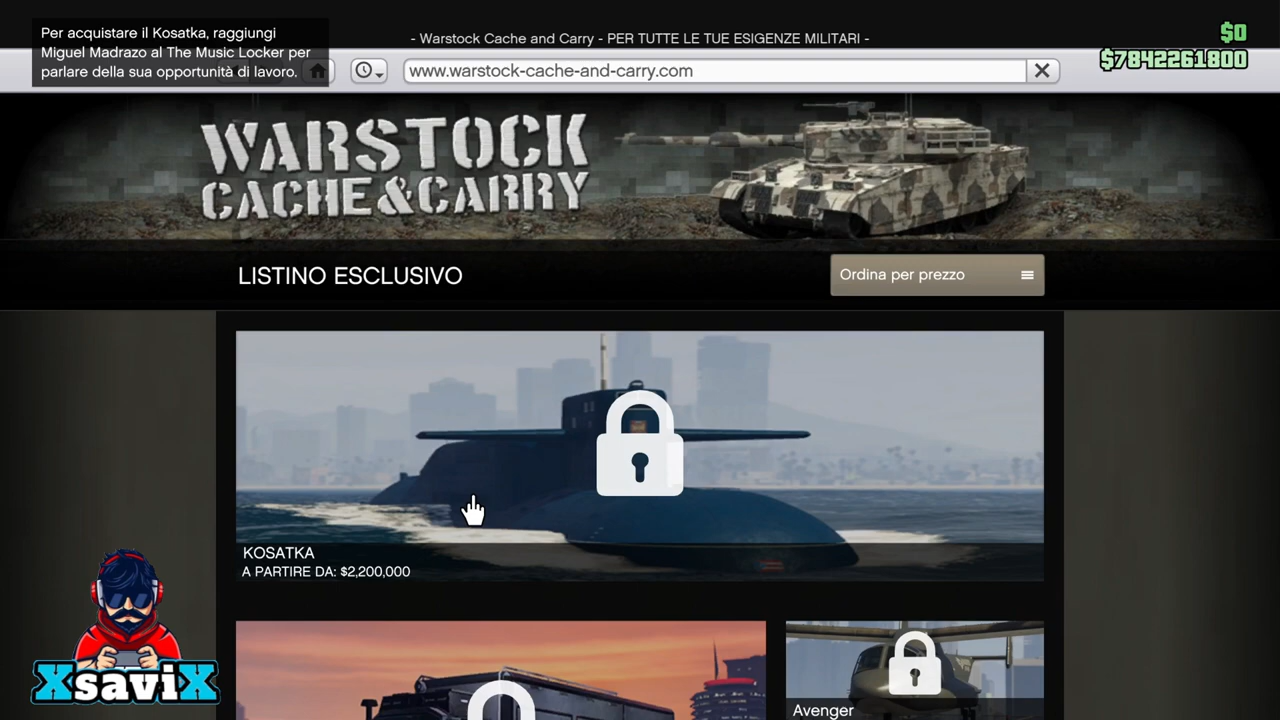 Per acquistare il Kosatka, raggiungi
Miguel Madrazo al The Music Locker per
parlare della sua opportunità di lavoro.
- Warstock Cache and Carry - PER TUTTE LE TUE ESIGENZE MILITARI -
$0
$7842261800
www.warstock-cache-and-carry.com
WARSTOCK
CACHE&CARRY
LISTINO ESCLUSIVO
Ordina per prezzo
KOSATKA
A PARTIRE DA: $2,200,000
Avenger
XsaviX